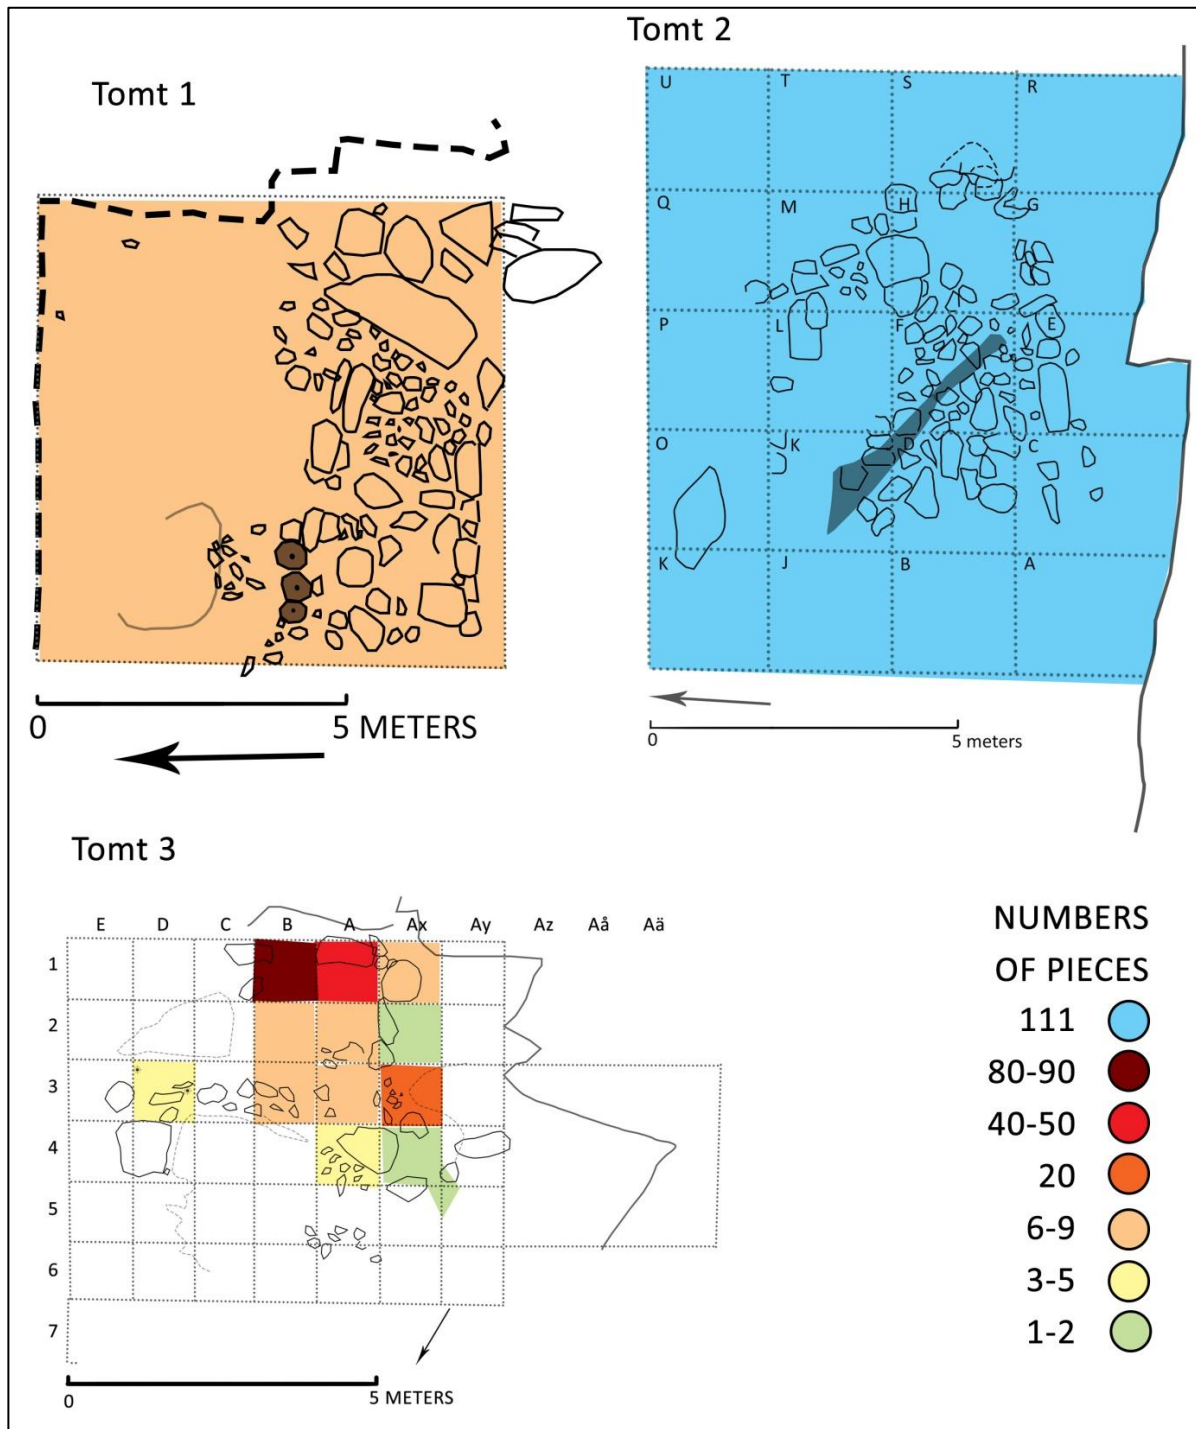 Tomt 1
0 5 METERS
Tomt 2
U T S R
Q M H G
P L F E
O K D C
K J B A
0 5 meters
Tomt 3
E D C B A Ax Ay Az Aå Aä
1
2
3
4
5
6
7
0 5 METERS
NUMBERS
OF PIECES
111
80-90
40-50
20
6-9
3-5
1-2